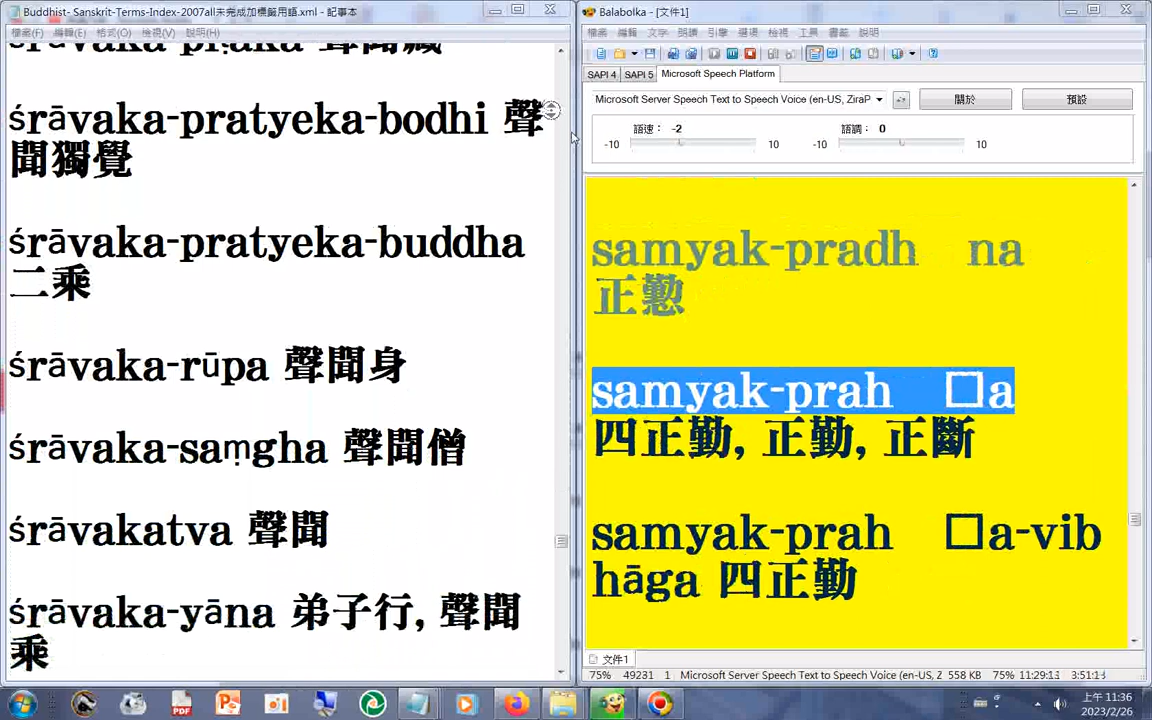 Buddhist- Sanskrit-Terms-Index-2007all未完成加標籤用語.xml - 記事本
檔案(F) 編輯(E) 格式(O) 檢視(V) 說明(H)
聲聞藏
śrāvaka-pratyeka-bodhi 聲
聞獨覺
śrāvaka-pratyeka-buddha
二乘
śrāvaka-rūpa 聲聞身
śrāvaka-saṃgha 聲聞僧
śrāvakatva 聲聞
śrāvaka-yāna 弟子行, 聲聞
乘
Balabolka - [文件1]
檔案 編輯 文字 朗讀 引擎 選項 檢視 工具 書籤 說明
SAPI 4 SAPI 5 Microsoft Speech Platform
Microsoft Server Speech Text to Speech Voice (en-US, ZiraP
關於 預設
語速： -2 語調： 0
-10 10 -10 10
samyak-pradh na
正懃
samyak-prah □a
四正勤, 正勤, 正斷
samyak-prah □a-vib
hāga 四正勤
文件1
75% 49231 1 Microsoft Server Speech Text to Speech Voice (en-US, Z 558 KB 75% 11:29:13 3:51:14
PDF
上午 11:36
2023/2/26